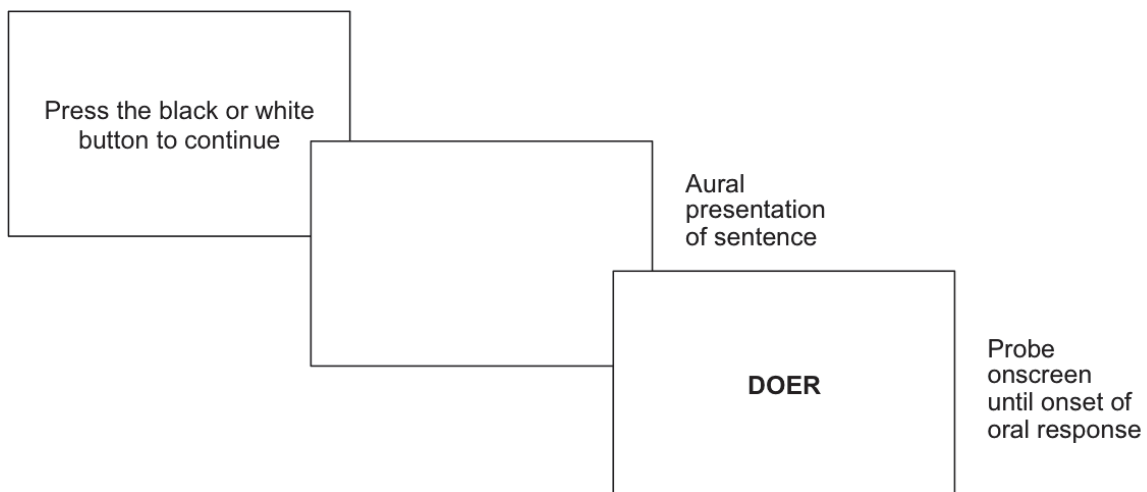 Press the black or white
button to continue
Aural
presentation
of sentence
DOER
Probe
onscreen
until onset of
oral response